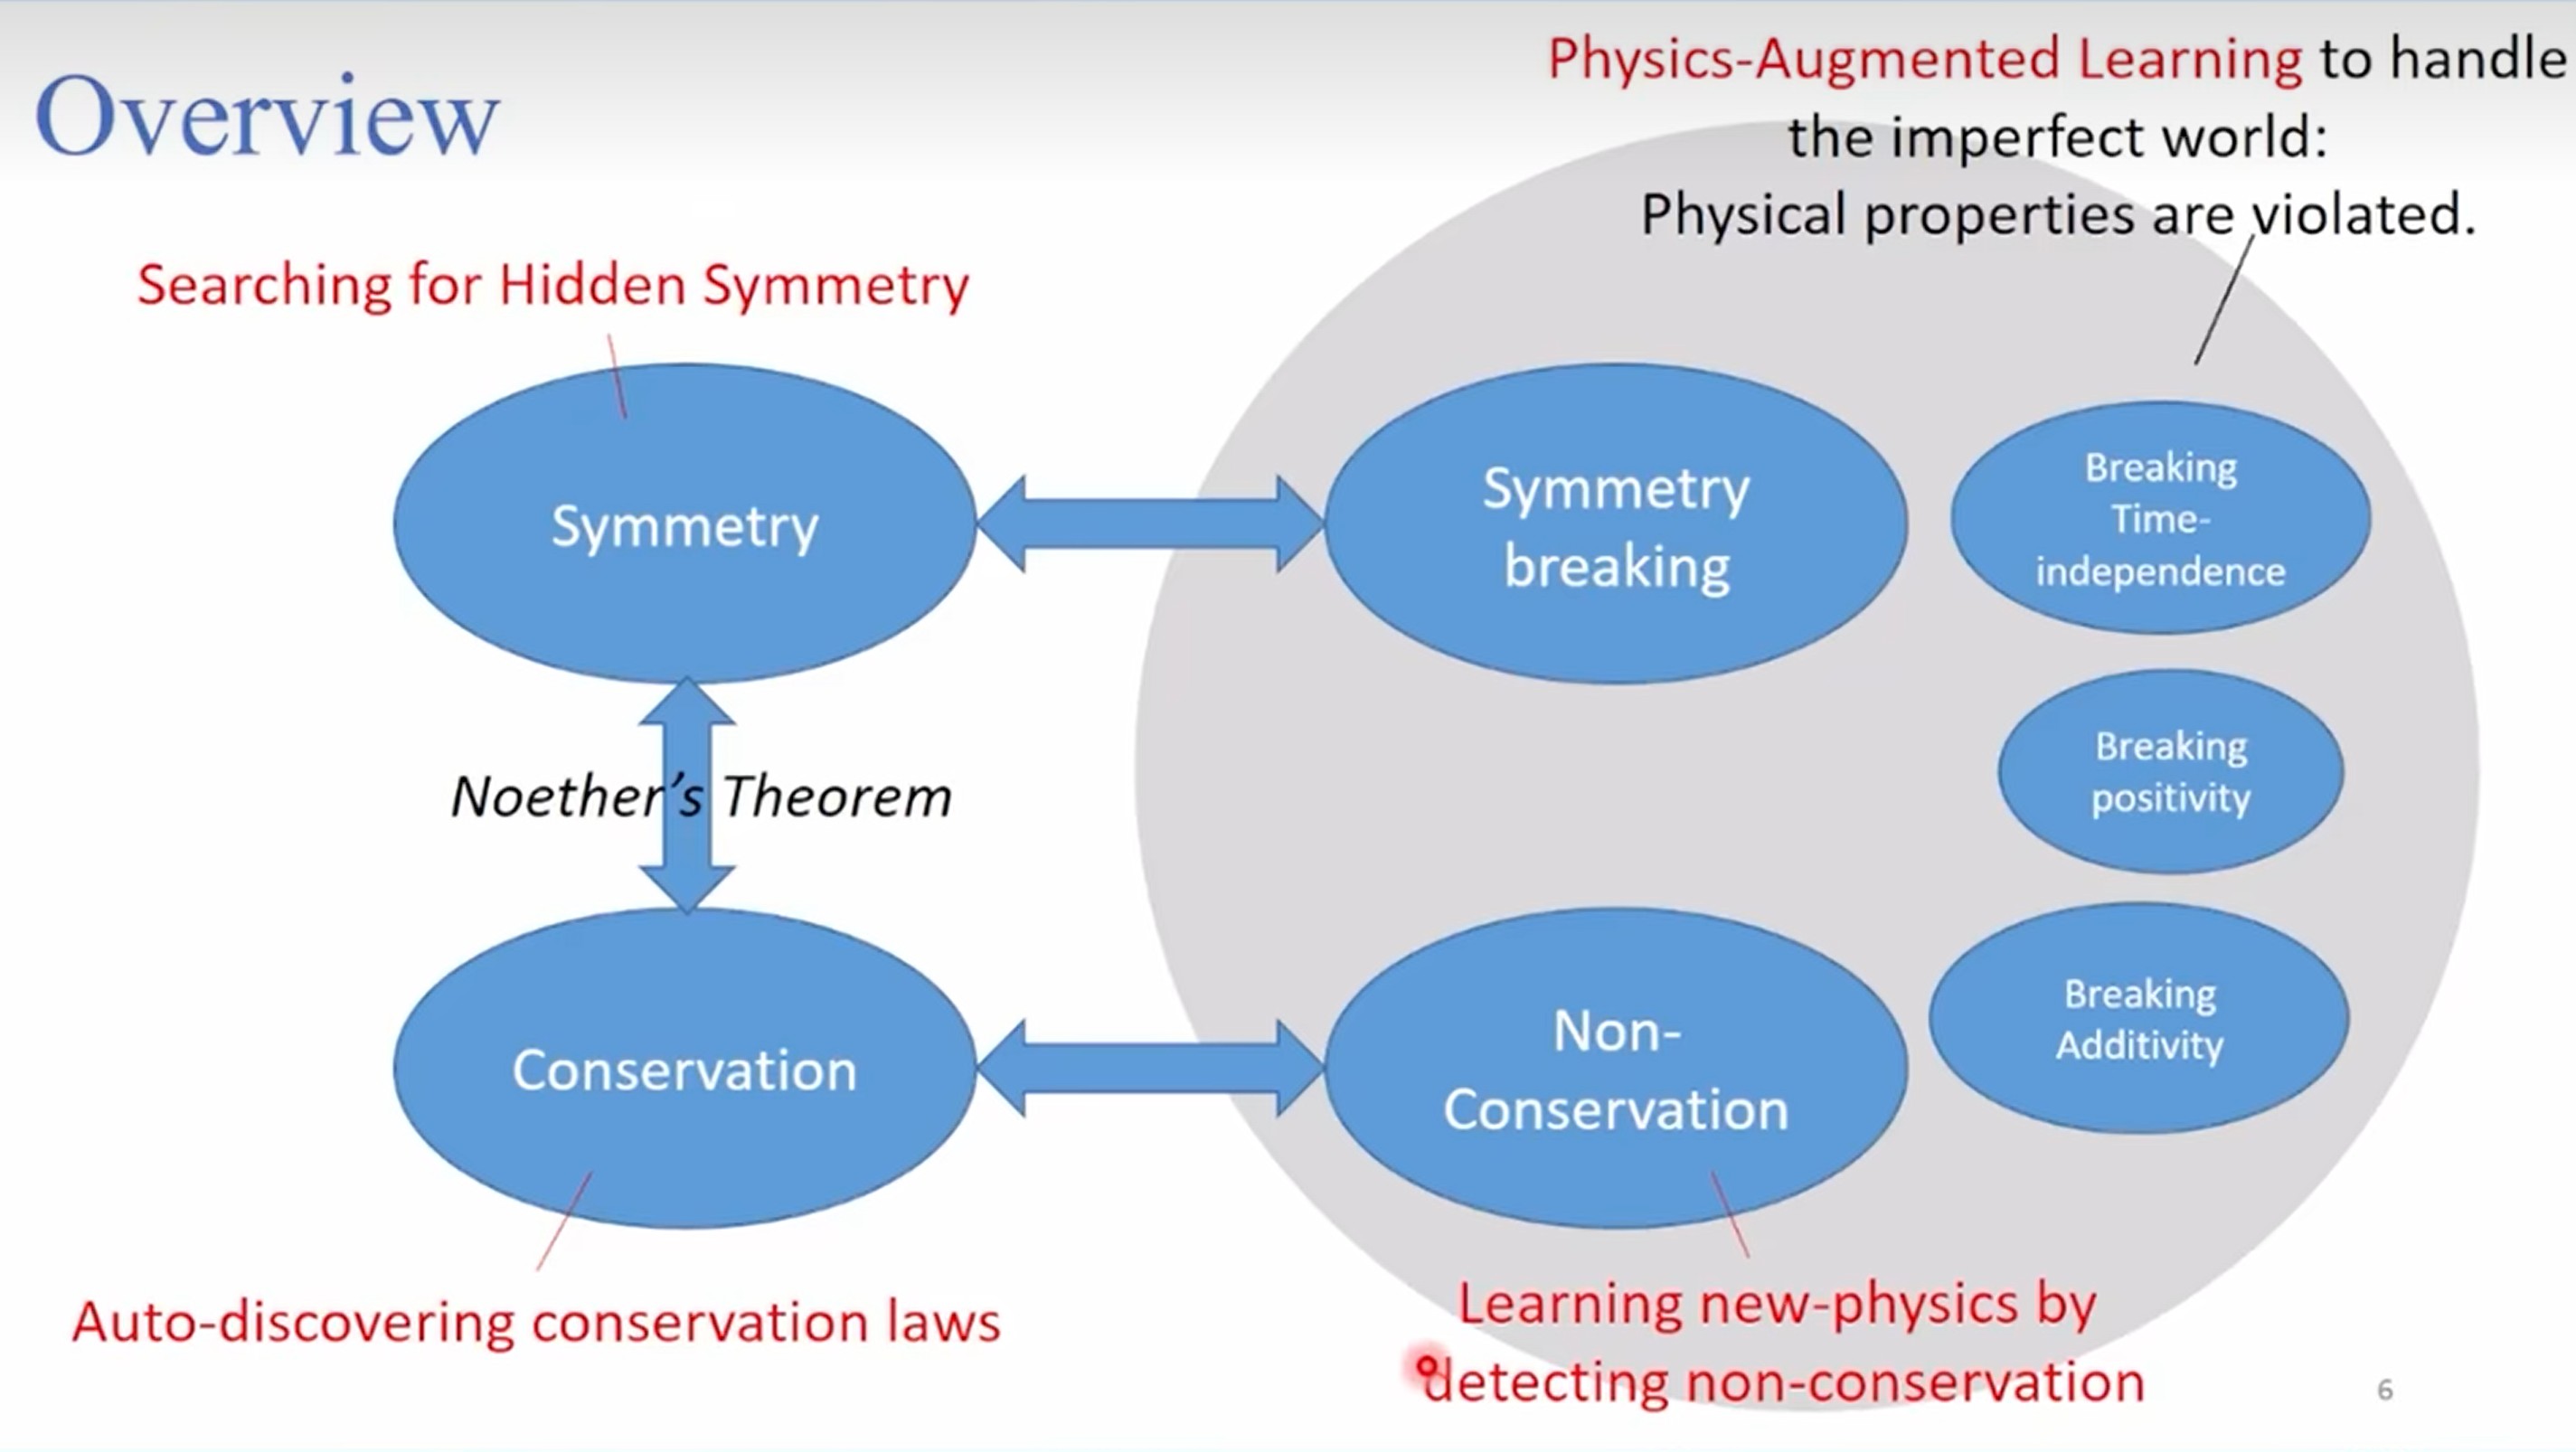 Overview
Physics-Augmented Learning to handle
the imperfect world:
Physical properties are violated.
Searching for Hidden Symmetry
Symmetry
Symmetry
breaking
Breaking
Time-
independence
Noether's Theorem
Breaking
positivity
Conservation
Non-
Conservation
Breaking
Additivity
Auto-discovering conservation laws
Learning new-physics by
detecting non-conservation
6